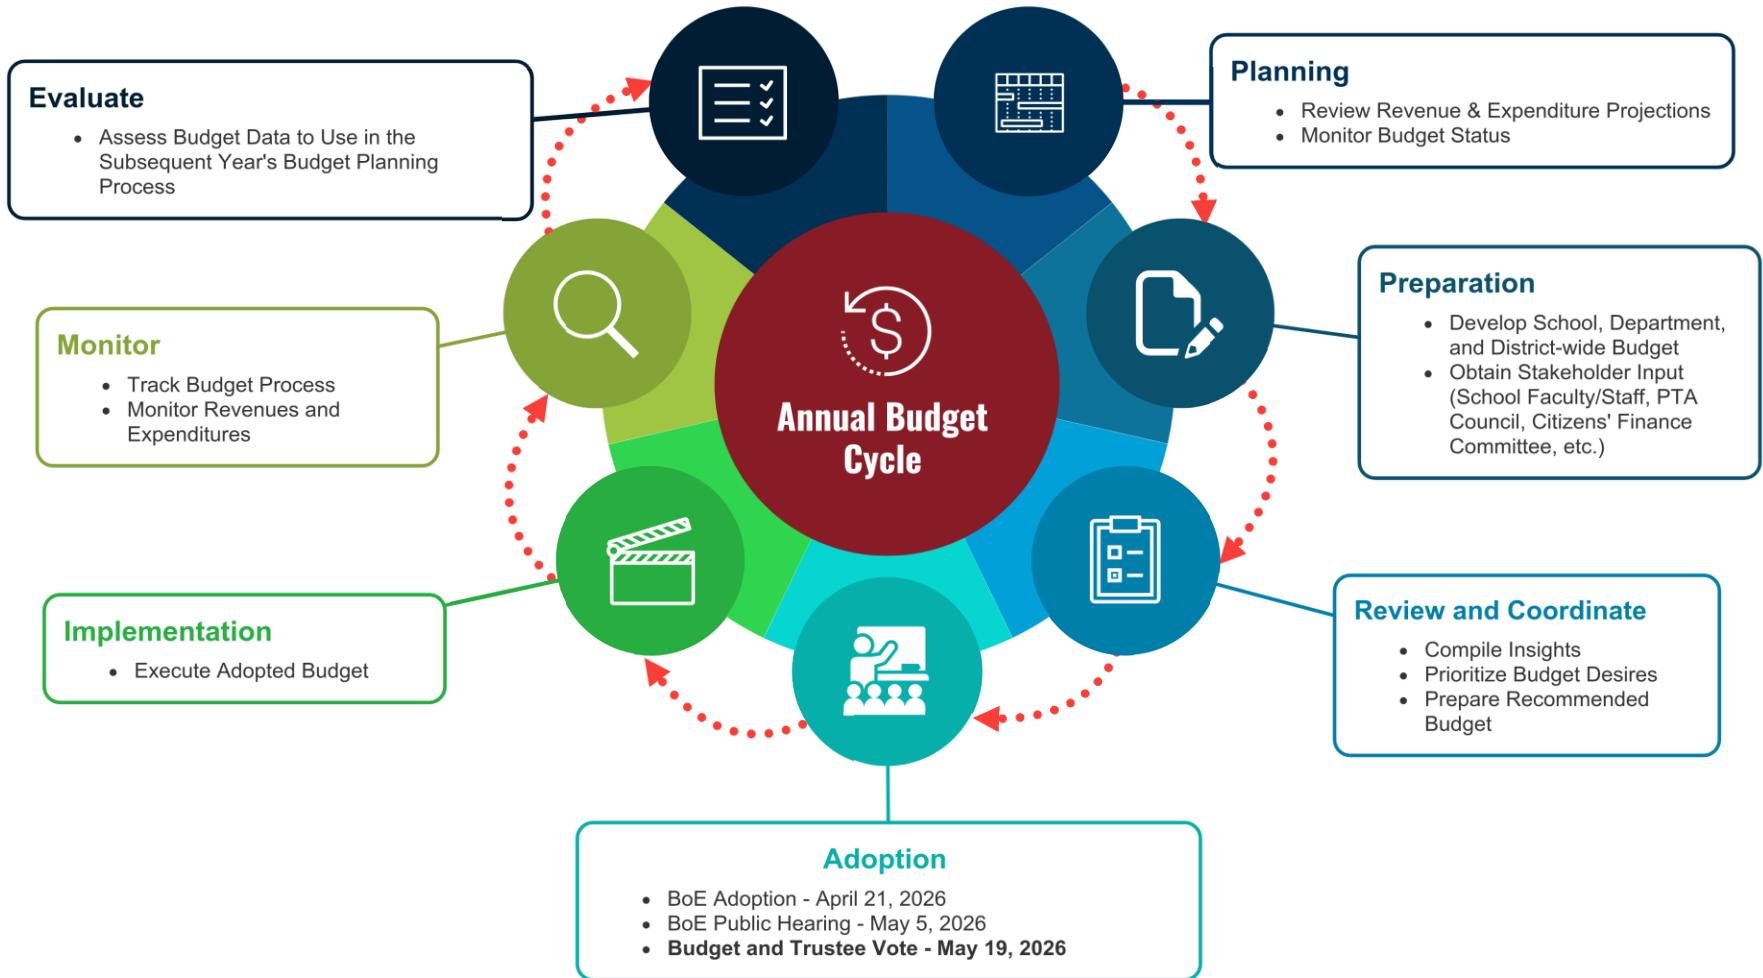 Annual Budget
Cycle
Planning
• Review Revenue & Expenditure Projections
• Monitor Budget Status
Preparation
• Develop School, Department,
and District-wide Budget
• Obtain Stakeholder Input
(School Faculty/Staff, PTA
Council, Citizens' Finance
Committee, etc.)
Review and Coordinate
• Compile Insights
• Prioritize Budget Desires
• Prepare Recommended
Budget
Adoption
• BoE Adoption - April 21, 2026
• BoE Public Hearing - May 5, 2026
• Budget and Trustee Vote - May 19, 2026
Implementation
• Execute Adopted Budget
Monitor
• Track Budget Process
• Monitor Revenues and
Expenditures
Evaluate
• Assess Budget Data to Use in the
Subsequent Year's Budget Planning
Process